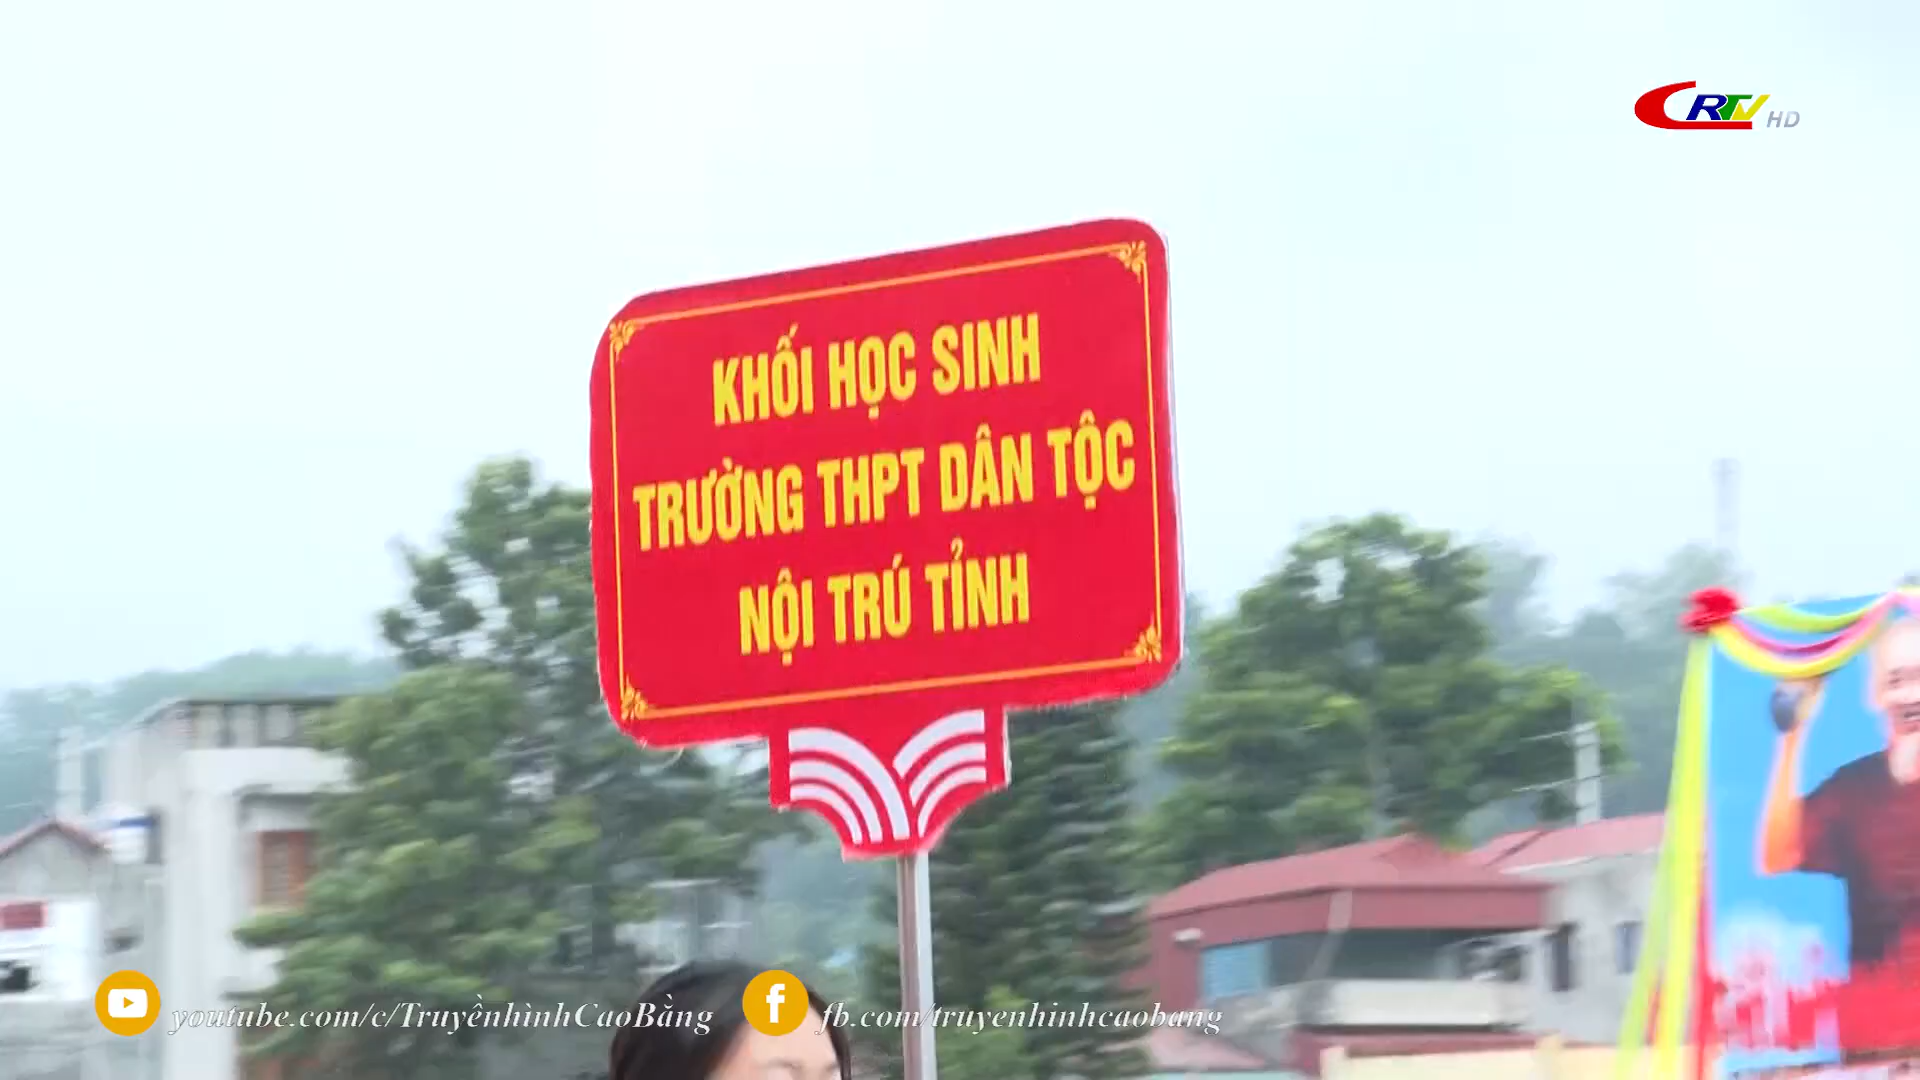 CRTV HD
KHỐI HỌC SINH
TRƯỜNG THPT DÂN TỘC
NỘI TRÚ TỈNH
youtube.com/c/TruyềnhìnhCaoBằng
fb.com/truyenhinhcaobang